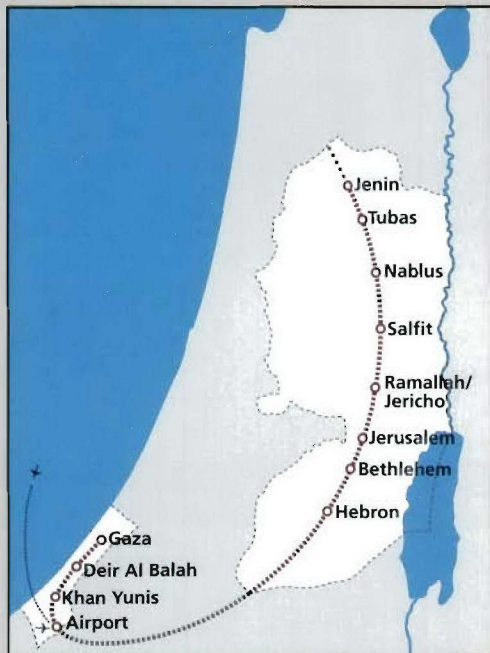 Jenin
Tubas
Nablus
Salfit
Ramallah/
Jericho
Jerusalem
Bethlehem
Hebron
Gaza
Deir Al Balah
Khan Yunis
Airport